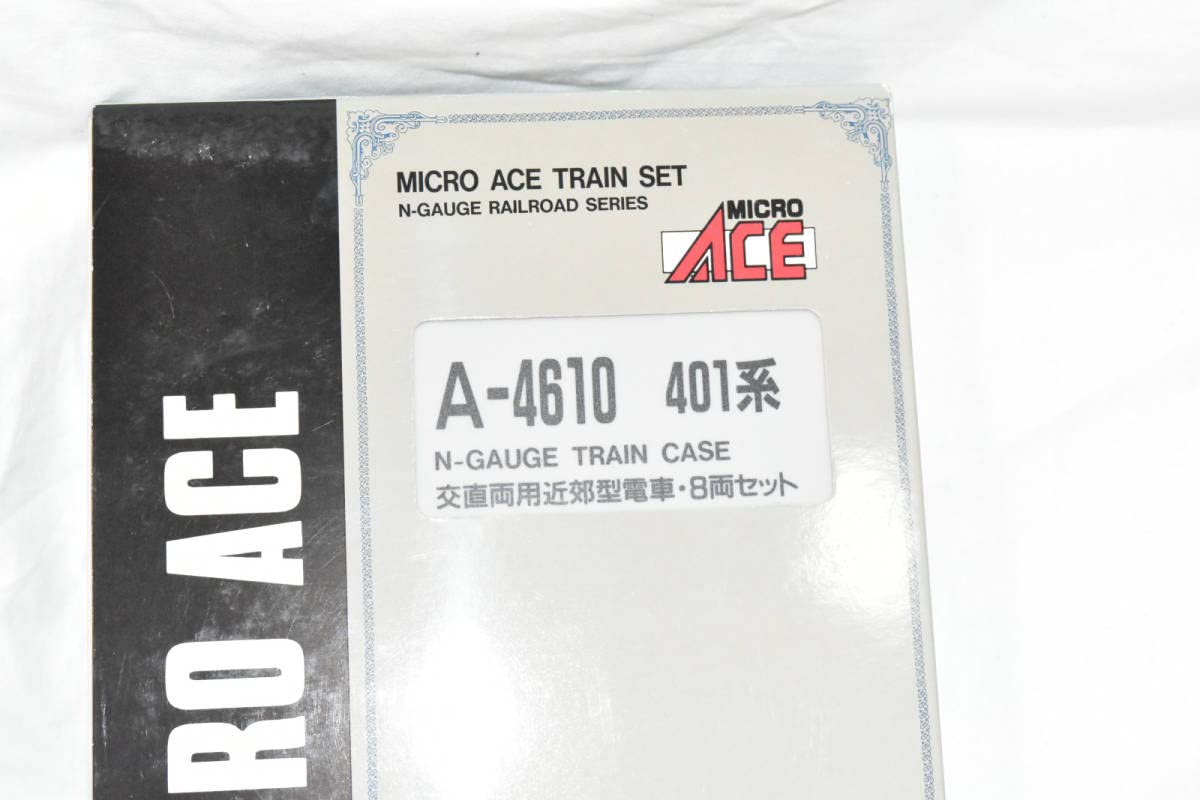 MICRO ACE TRAIN SET
N-GAUGE RAILROAD SERIES
MICRO
ACE
A-4610 401系
N-GAUGE TRAIN CASE
交直両用近郊型電車・8両セット
RO ACE